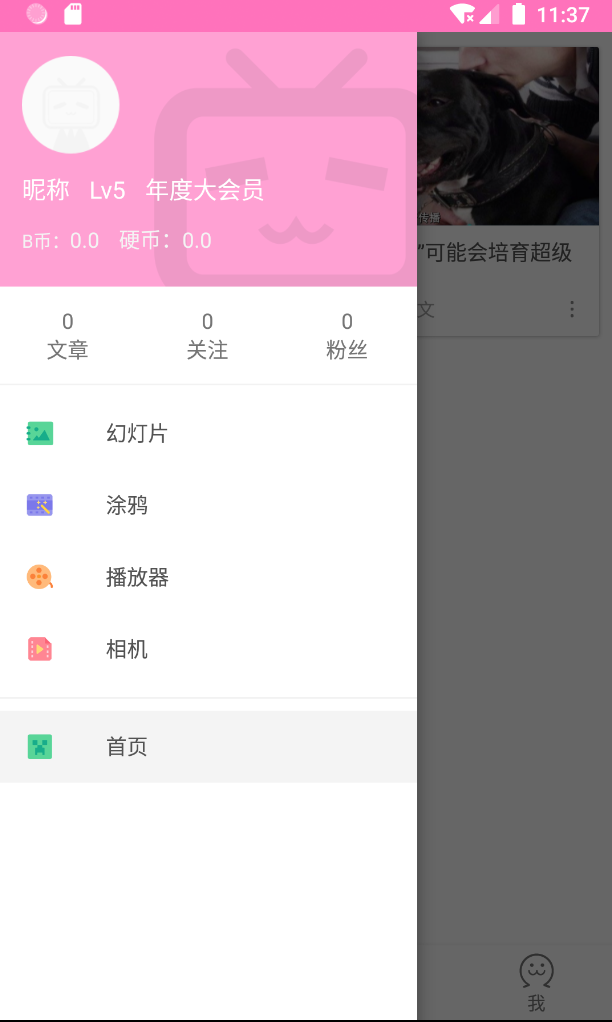 11:37
昵称 Lv5 年度大会员
B币：0.0 硬币：0.0
0 0 0
文章 关注 粉丝
幻灯片
涂鸦
播放器
相机
首页
传播
”可能会培育超级
文
我